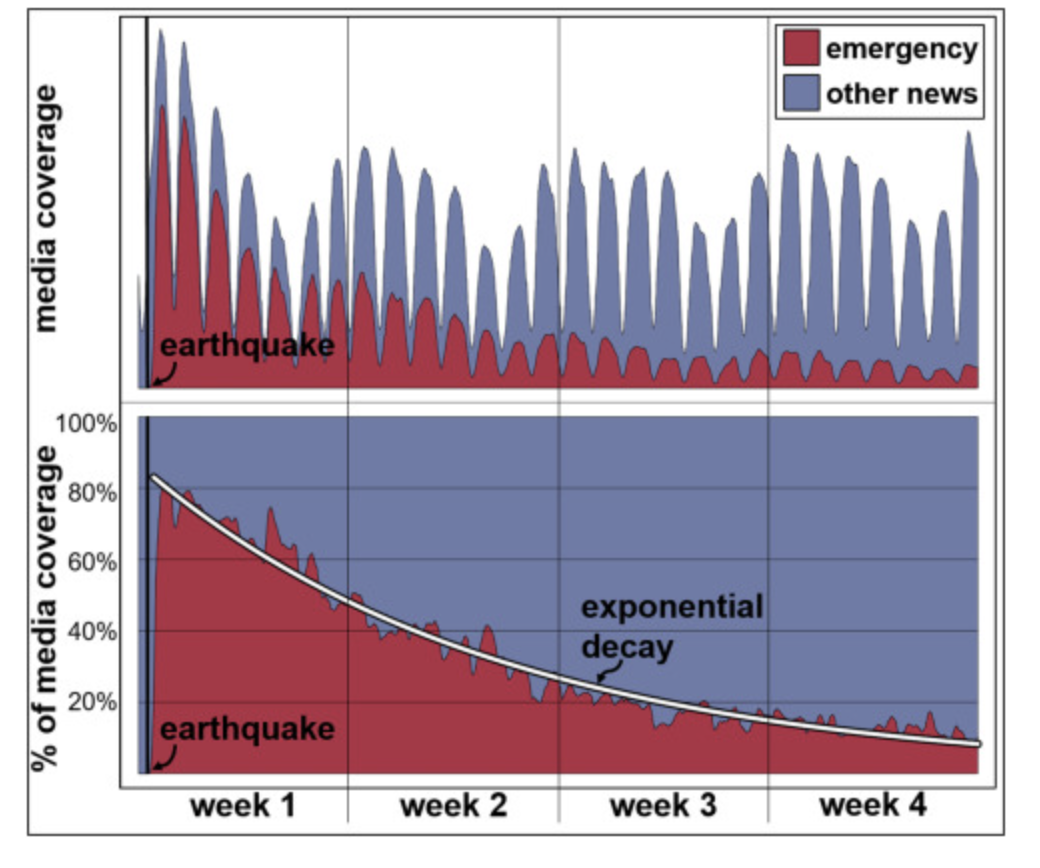 emergency
other news
media coverage
earthquake
100%
80%
60%
40%
20%
% of media coverage
exponential
decay
earthquake
week 1
week 2
week 3
week 4